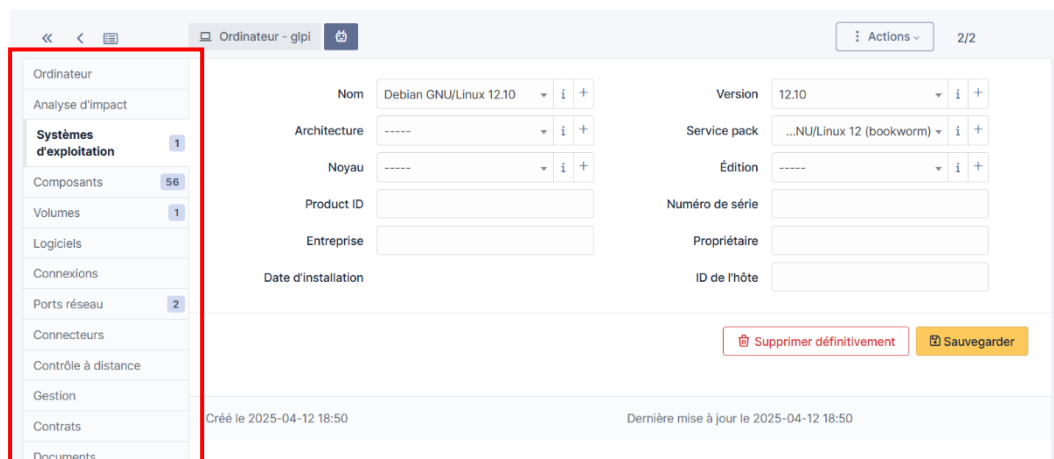 Ordinateur - glpi
Actions
2/2
Ordinateur
Analyse d'impact
Systèmes
d'exploitation
1
Composants 56
Volumes 1
Logiciels
Connexions
Ports réseau 2
Connecteurs
Contrôle à distance
Gestion
Contrats
Documents
Nom Debian GNU/Linux 12.10 i + Version 12.10 i +
Architecture ----- i + Service pack ...NU/Linux 12 (bookworm) i +
Noyau ----- i + Édition ----- i +
Product ID Numéro de série
Entreprise Propriétaire
Date d'installation ID de l'hôte
Supprimer définitivement Sauvegarder
Créé le 2025-04-12 18:50 Dernière mise à jour le 2025-04-12 18:50